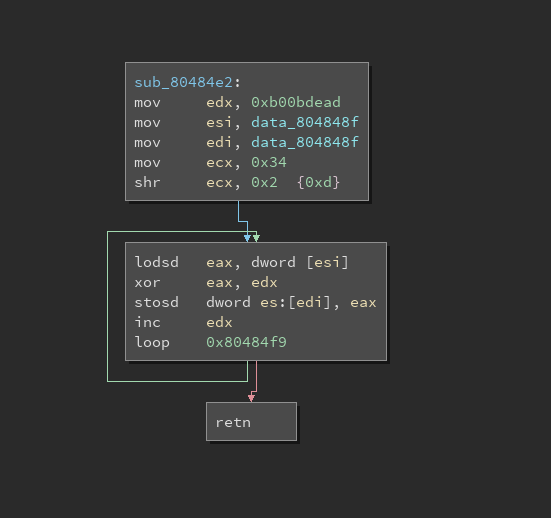 sub_80484e2:
mov     edx, 0xb00bdead
mov     esi, data_804848f
mov     edi, data_804848f
mov     ecx, 0x34
shr     ecx, 0x2  {0xd}
lodsd   eax, dword [esi]
xor     eax, edx
stosd   dword es:[edi], eax
inc     edx
loop    0x80484f9
retn